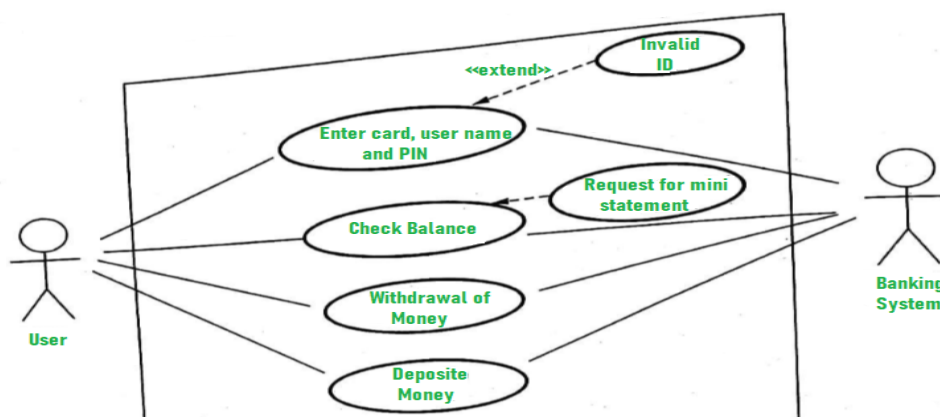 Invalid
ID
«extend»
Enter card, user name
and PIN
Request for mini
statement
Check Balance
Withdrawal of
Money
Deposite
Money
User
Banking
System